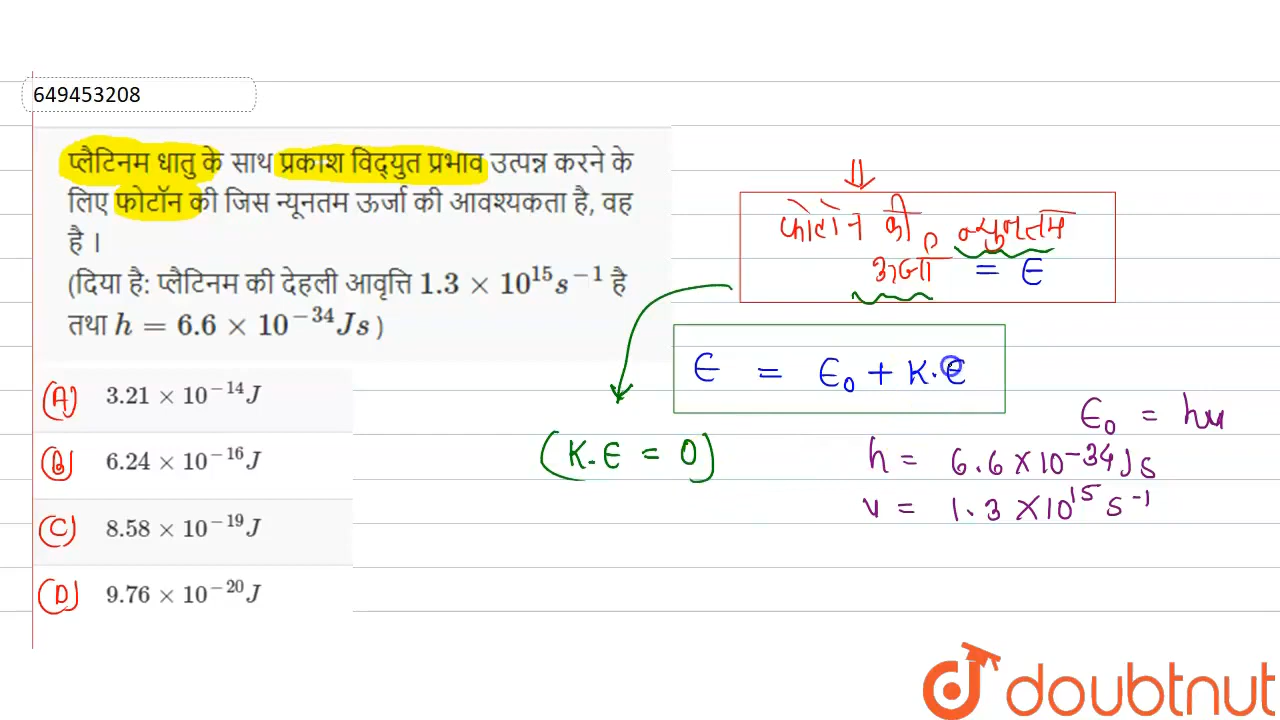 649453208
प्लैटिनम धातु के साथ प्रकाश विद्युत प्रभाव उत्पन्न करने के
लिए फोटॉन की जिस न्यूनतम ऊर्जा की आवश्यकता है, वह
है ।
(दिया है: प्लैटिनम की देहली आवृत्ति 1.3 × 10^15 s^−1 है
तथा h = 6.6 × 10^−34 Js )
(A) 3.21 × 10^−14 J
(B) 6.24 × 10^−16 J
(C) 8.58 × 10^−19 J
(D) 9.76 × 10^−20 J
फोटोन की न्युनतम
ऊर्जा = E
E = E₀ + K.E
(K.E = 0)
E₀ = hν
h = 6.6 × 10^−34 Js
ν = 1.3 × 10^15 s^−1
doubtnut